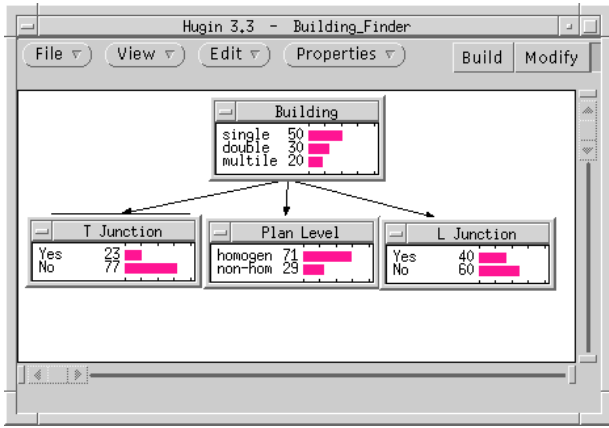 Hugin 3.3 - Building_Finder
File View Edit Properties Build Modify
Building
single 50
double 30
multile 20
T Junction
Yes 23
No 77
Plan Level
homogen 71
non-hom 29
L Junction
Yes 40
No 60